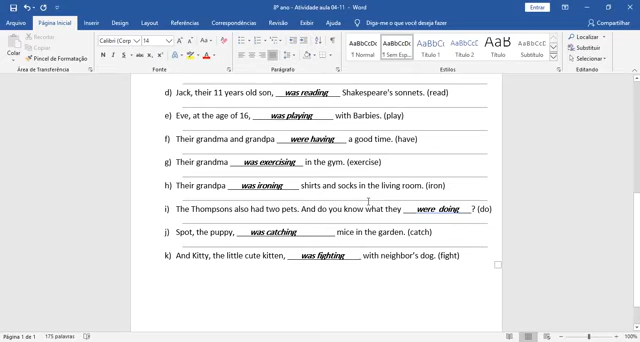 8º ano - Atividade aula 04-11 - Word
Entrar
Arquivo Página Inicial Inserir Design Layout Referências Correspondências Revisão Exibir Ajuda Diga-me o que você deseja fazer Compartilhar
Colar
Recortar
Copiar
Pincel de Formatação
Área de Transferência
Calibri (Corp 14
Fonte
Parágrafo
AaBbCcDc AaBbCcDc AaBbCc AaBbCcC AaB AaBbCcC
¶ Normal ¶ Sem Esp... Título 1 Título 2 Título Subtítulo
Estilos
Localizar
Substituir
Selecionar
Editando
d) Jack, their 11 years old son, was reading Shakespeare's sonnets. (read)
e) Eve, at the age of 16, was playing with Barbies. (play)
f) Their grandma and grandpa were having a good time. (have)
g) Their grandma was exercising in the gym. (exercise)
h) Their grandpa was ironing shirts and socks in the living room. (iron)
i) The Thompsons also had two pets. And do you know what they were doing ? (do)
j) Spot, the puppy, was catching mice in the garden. (catch)
k) And Kitty, the little cute kitten, was fighting with neighbor's dog. (fight)
Página 1 de 1 175 palavras
100%